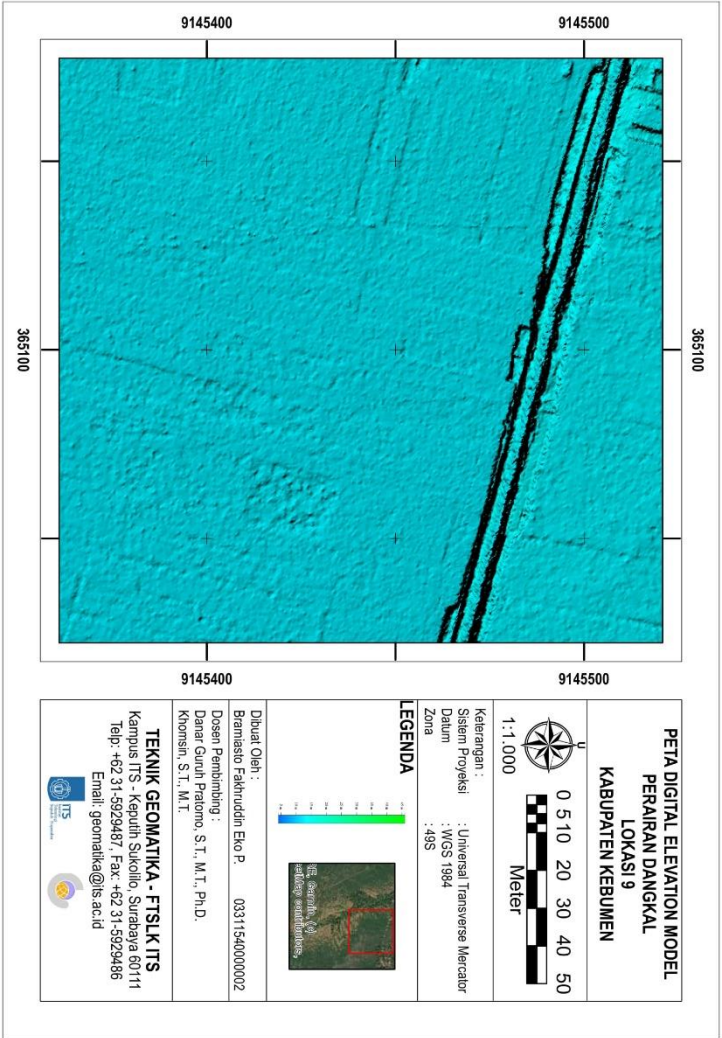 9145400
9145500
365100
365100
9145400
9145500
PETA DIGITAL ELEVATION MODEL
PERAIRAN DANGKAL
LOKASI 9
KABUPATEN KEBUMEN
U
1:1.000
0 5 10 20 30 40 50
Meter
Keterangan :
Sistem Proyeksi : Universal Transverse Mercator
Datum : WGS 1984
Zona : 49S
LEGENDA
Dibuat Oleh :
Bramiasto Fakhruddin Eko P. 03311540000002
Dosen Pembimbing :
Danar Guruh Pratomo, S.T., M.T., Ph.D.
Khomsin, S.T., M.T.
TEKNIK GEOMATIKA - FTSLK ITS
Kampus ITS - Keputih Sukolilo, Surabaya 60111
Telp: +62 31-5929487, Fax: +62 31-5929486
Email: geomatika@its.ac.id
ITS